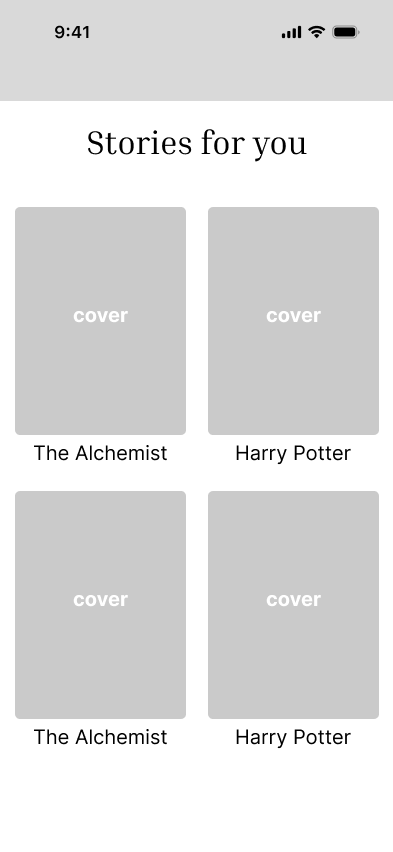 9:41
Stories for you
cover
cover
The Alchemist
Harry Potter
cover
cover
The Alchemist
Harry Potter